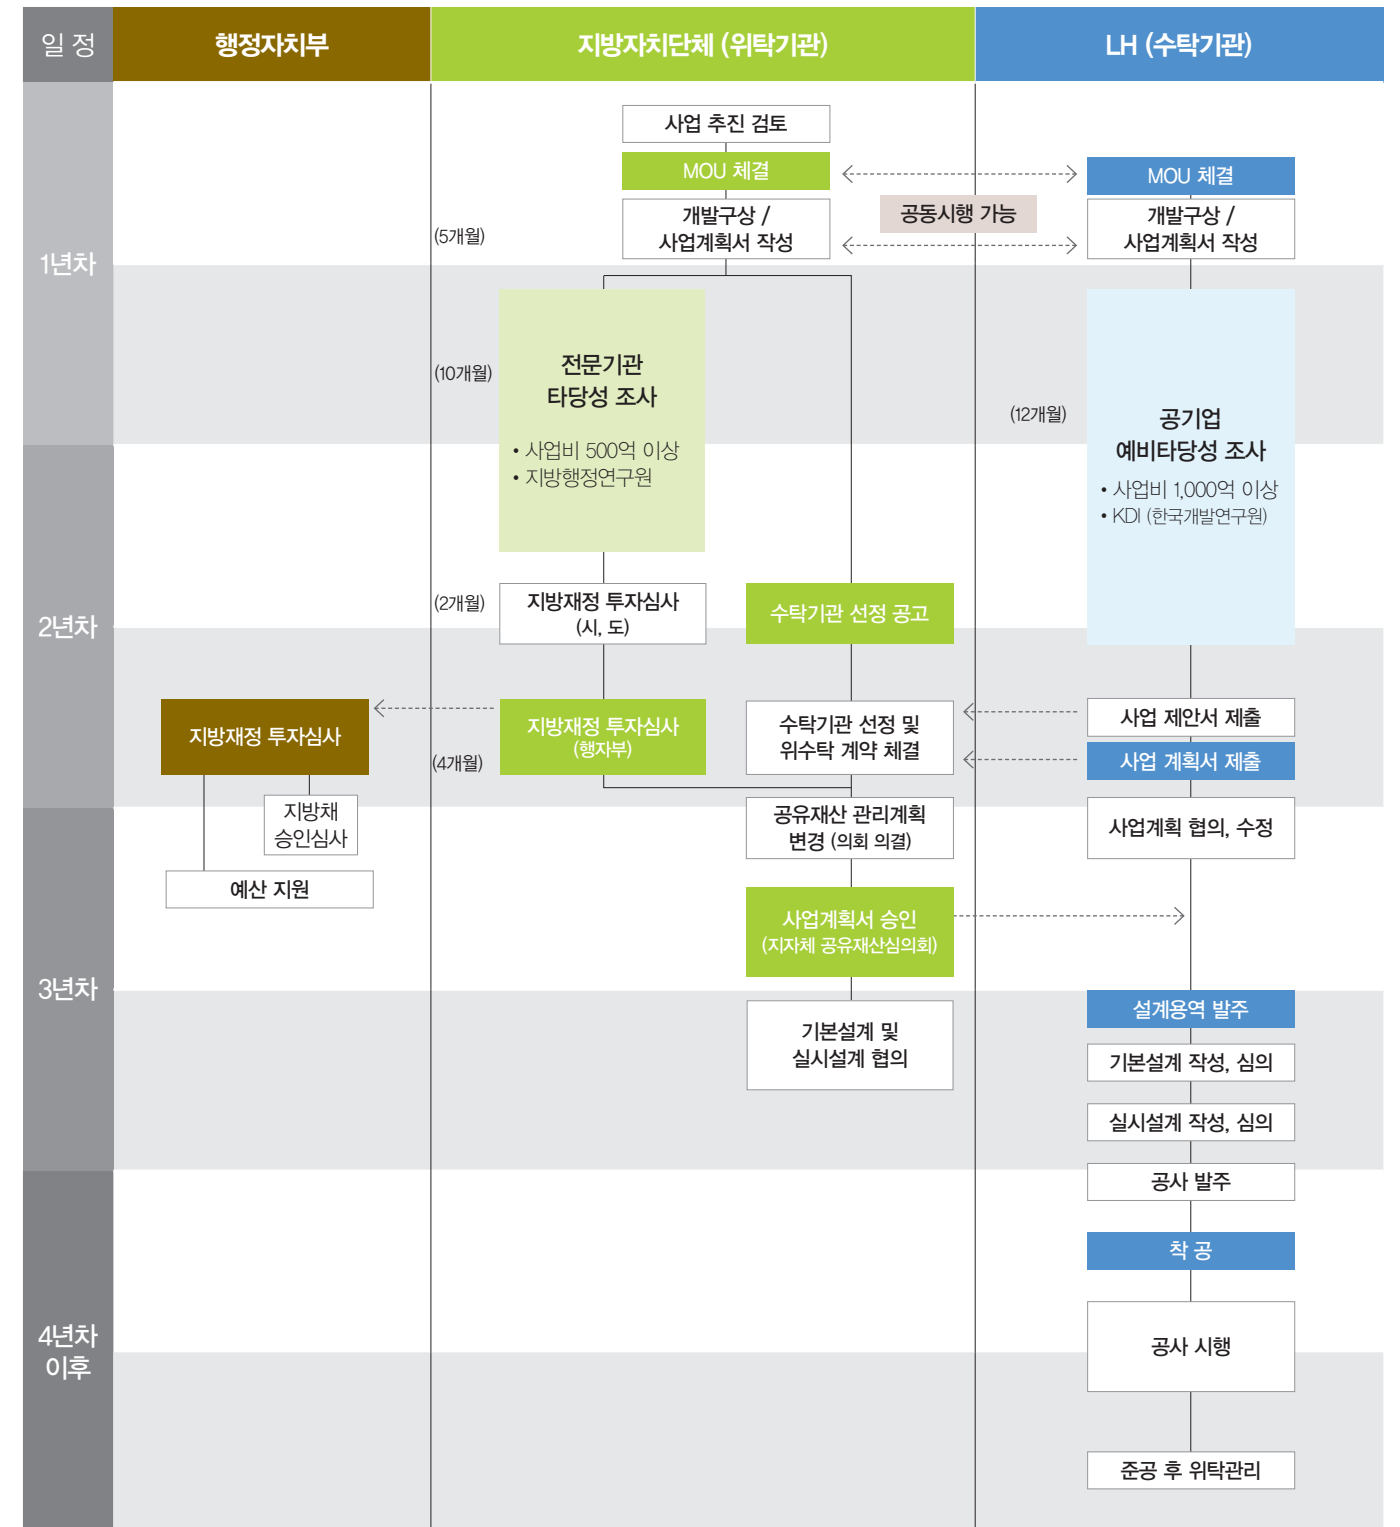 일 정
행정자치부
지방자치단체 (위탁기관)
LH (수탁기관)
1년차
사업 추진 검토
MOU 체결
MOU 체결
공동시행 가능
(5개월)
개발구상 /
사업계획서 작성
개발구상 /
사업계획서 작성
(10개월)
전문기관
타당성 조사
• 사업비 500억 이상
• 지방행정연구원
(12개월)
공기업
예비타당성 조사
• 사업비 1,000억 이상
• KDI (한국개발연구원)
2년차
(2개월)
지방재정 투자심사
(시, 도)
수탁기관 선정 공고
지방재정 투자심사
(4개월)
지방재정 투자심사
(행자부)
수탁기관 선정 및
위수탁 계약 체결
사업 제안서 제출
사업 계획서 제출
지방채
승인심사
예산 지원
공유재산 관리계획
변경 (의회 의결)
사업계획 협의, 수정
3년차
사업계획서 승인
(지자체 공유재산심의회)
기본설계 및
실시설계 협의
설계용역 발주
기본설계 작성, 심의
실시설계 작성, 심의
공사 발주
4년차
이후
착 공
공사 시행
준공 후 위탁관리